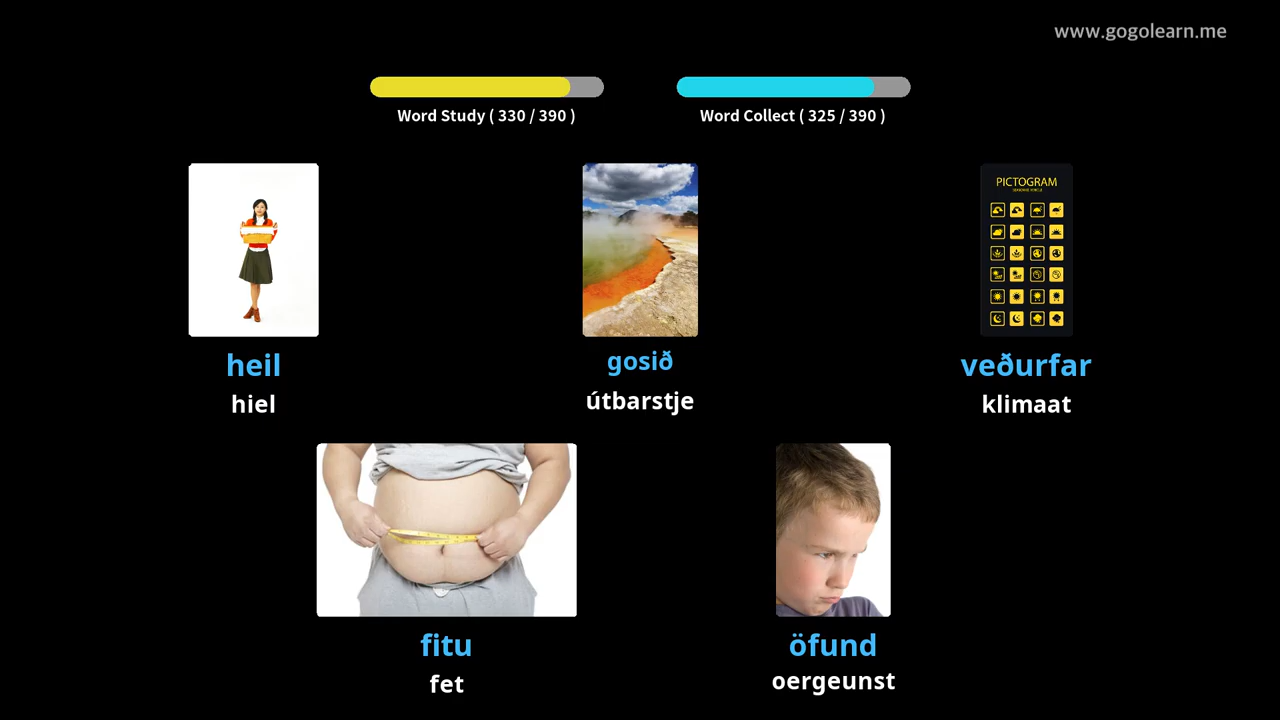 www.gogolearn.me
Word Study ( 330 / 390 )
Word Collect ( 325 / 390 )
PICTOGRAM
heil
hiel
gosið
útbarstje
veðurfar
klimaat
fitu
fet
öfund
oergeunst